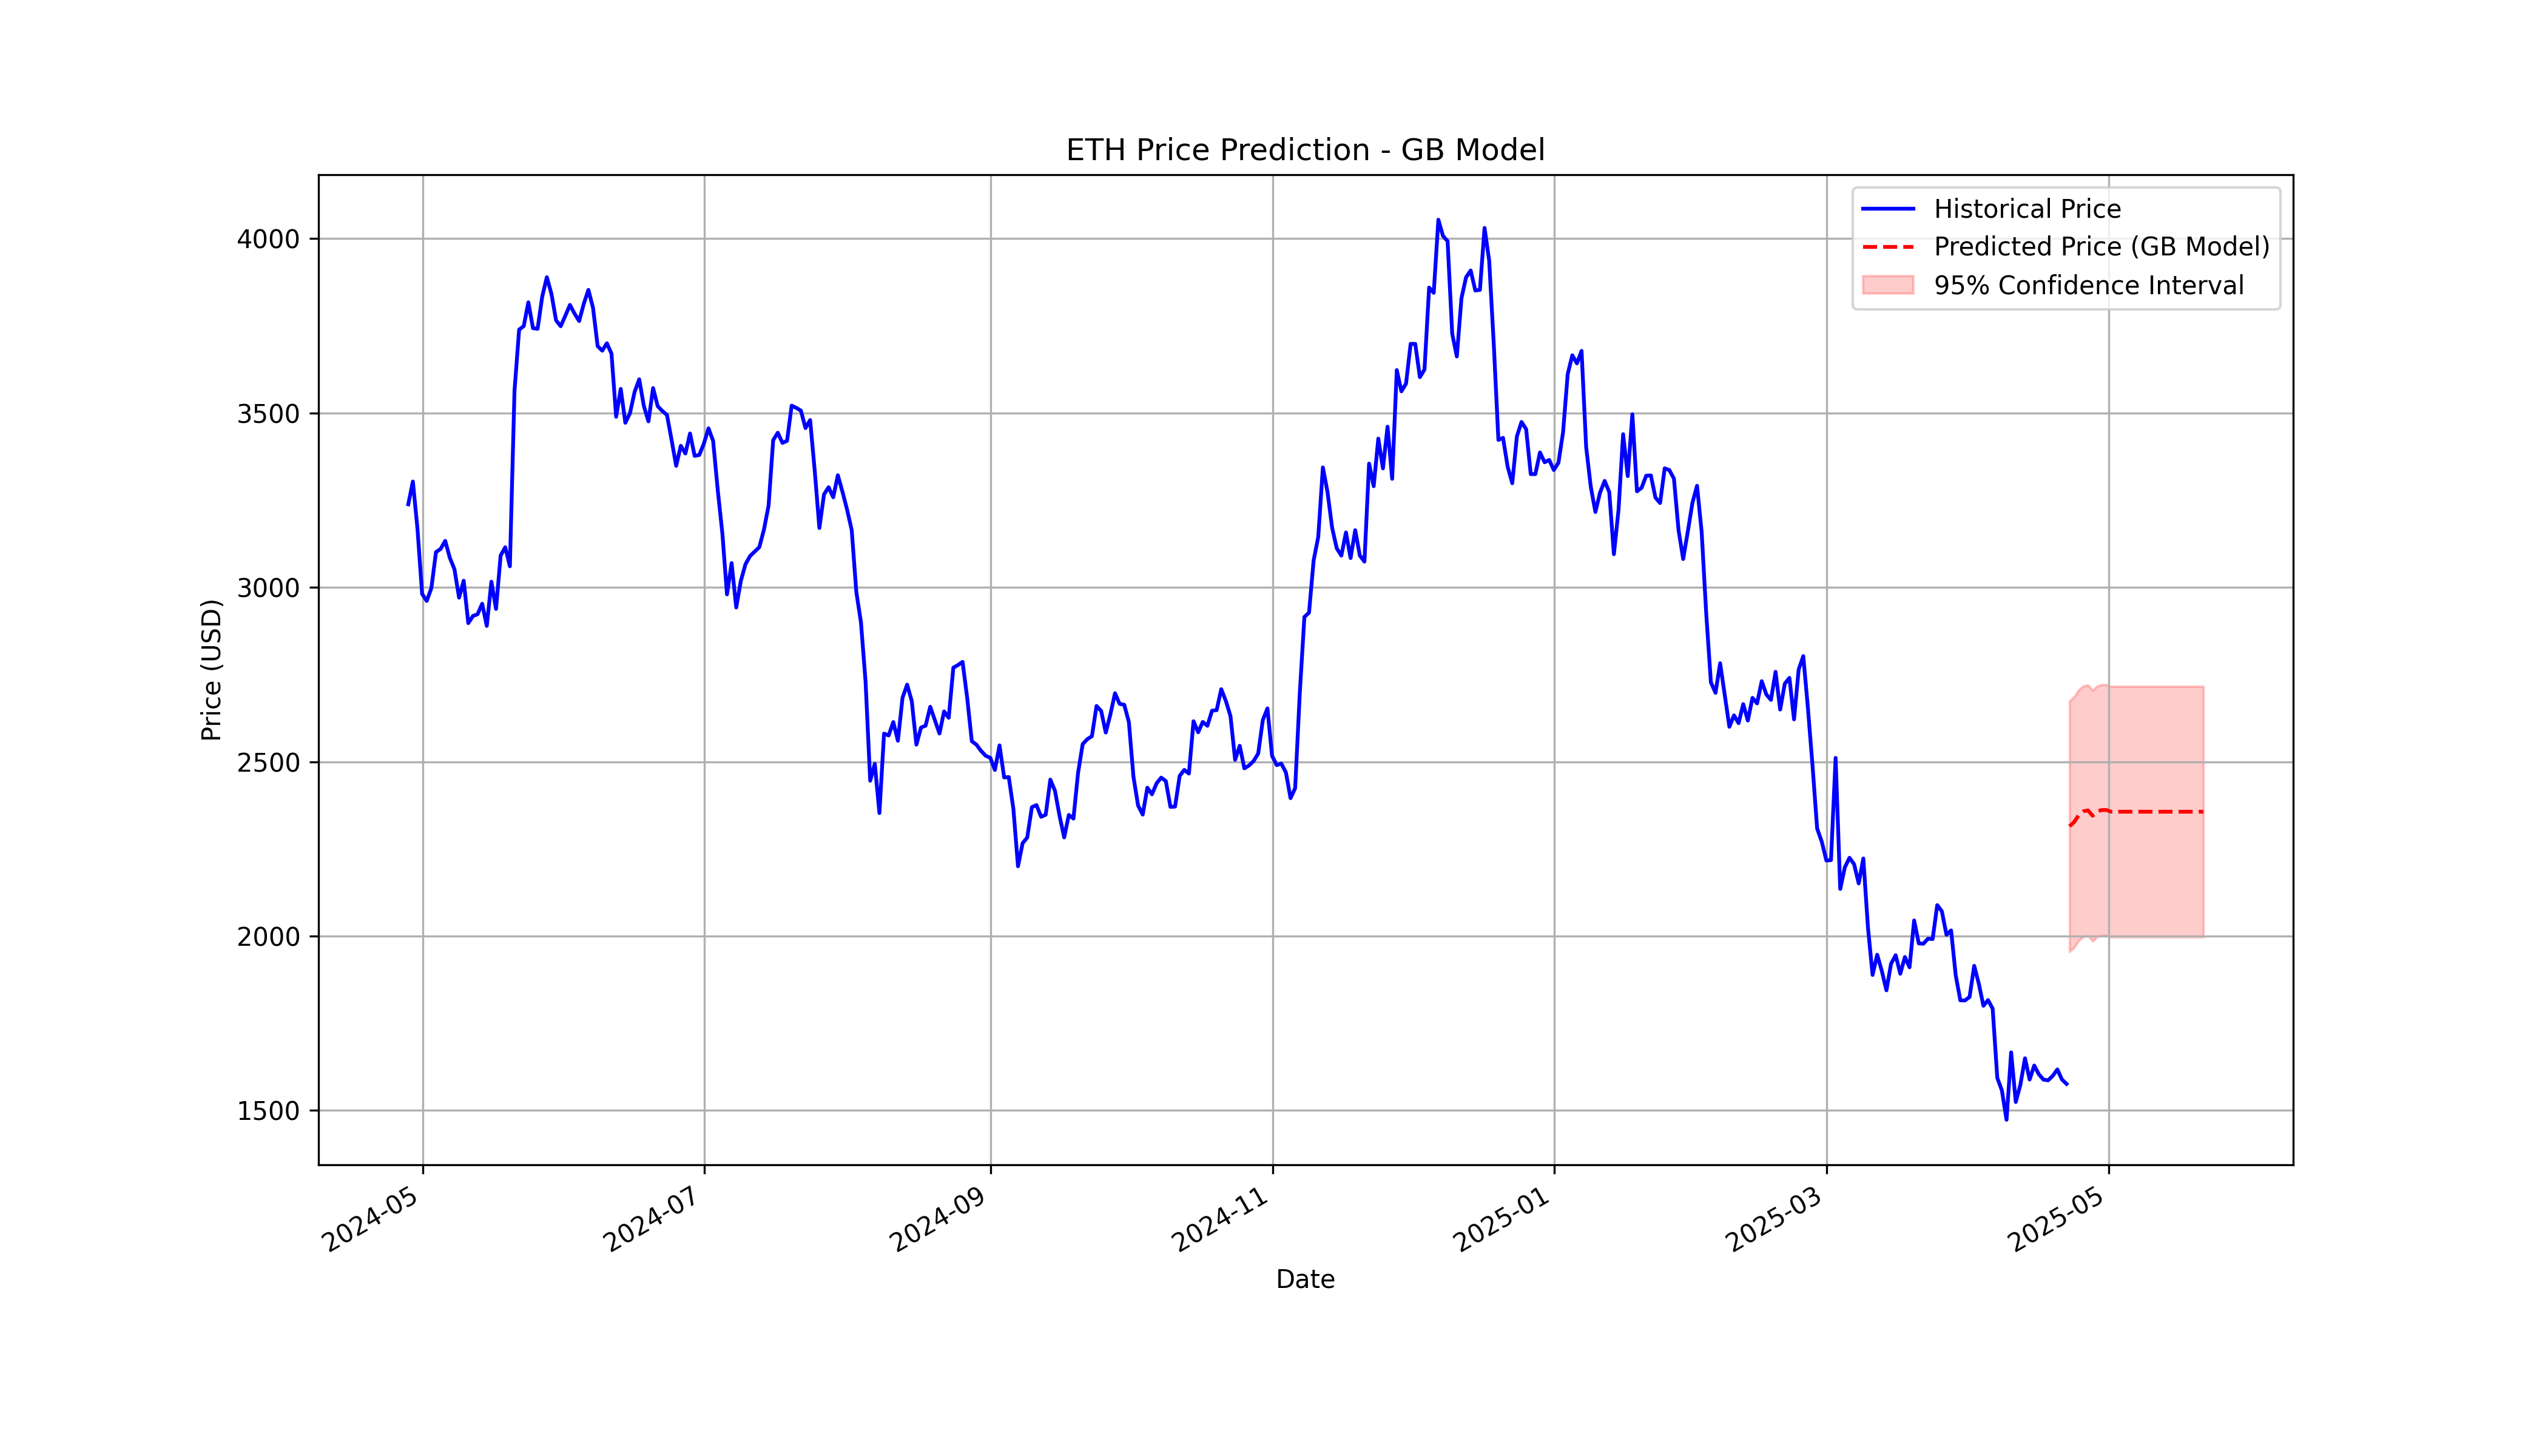 ETH Price Prediction - GB Model
Historical Price
Predicted Price (GB Model)
95% Confidence Interval
Price (USD)
4000
3500
3000
2500
2000
1500
2024-05
2024-07
2024-09
2024-11
2025-01
2025-03
2025-05
Date